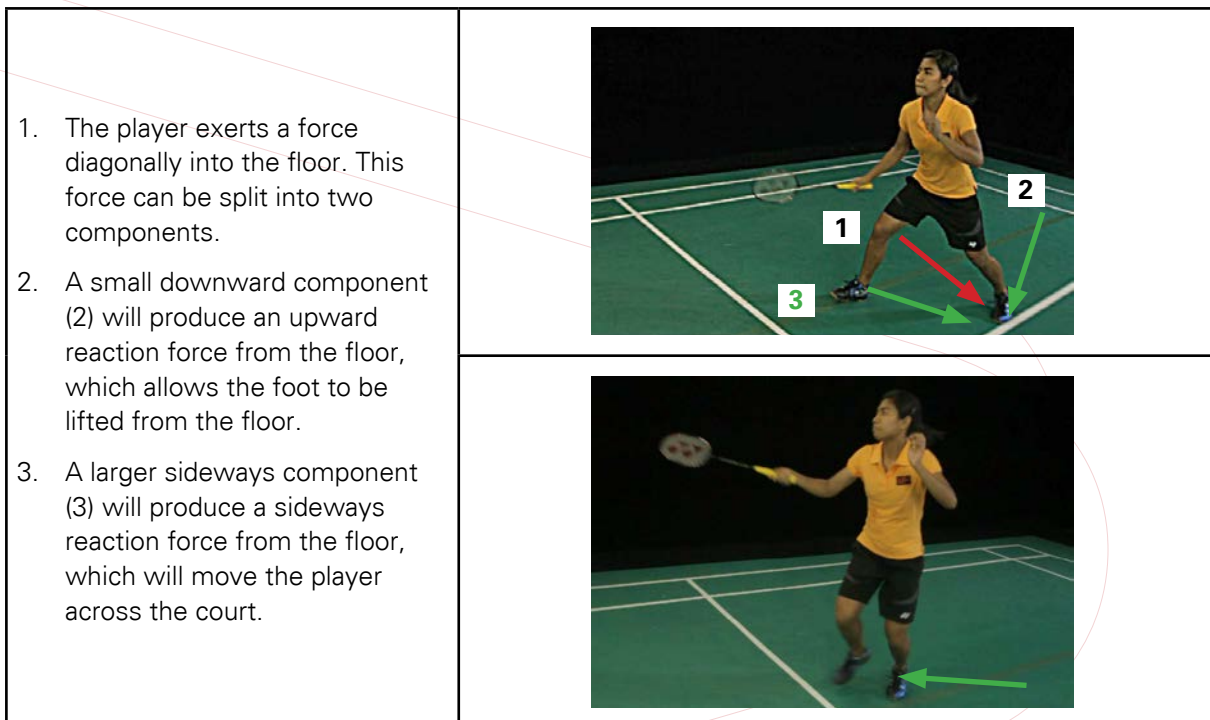 1. The player exerts a force
diagonally into the floor. This
force can be split into two
components.
2. A small downward component
(2) will produce an upward
reaction force from the floor,
which allows the foot to be
lifted from the floor.
3. A larger sideways component
(3) will produce a sideways
reaction force from the floor,
which will move the player
across the court.
1
2
3